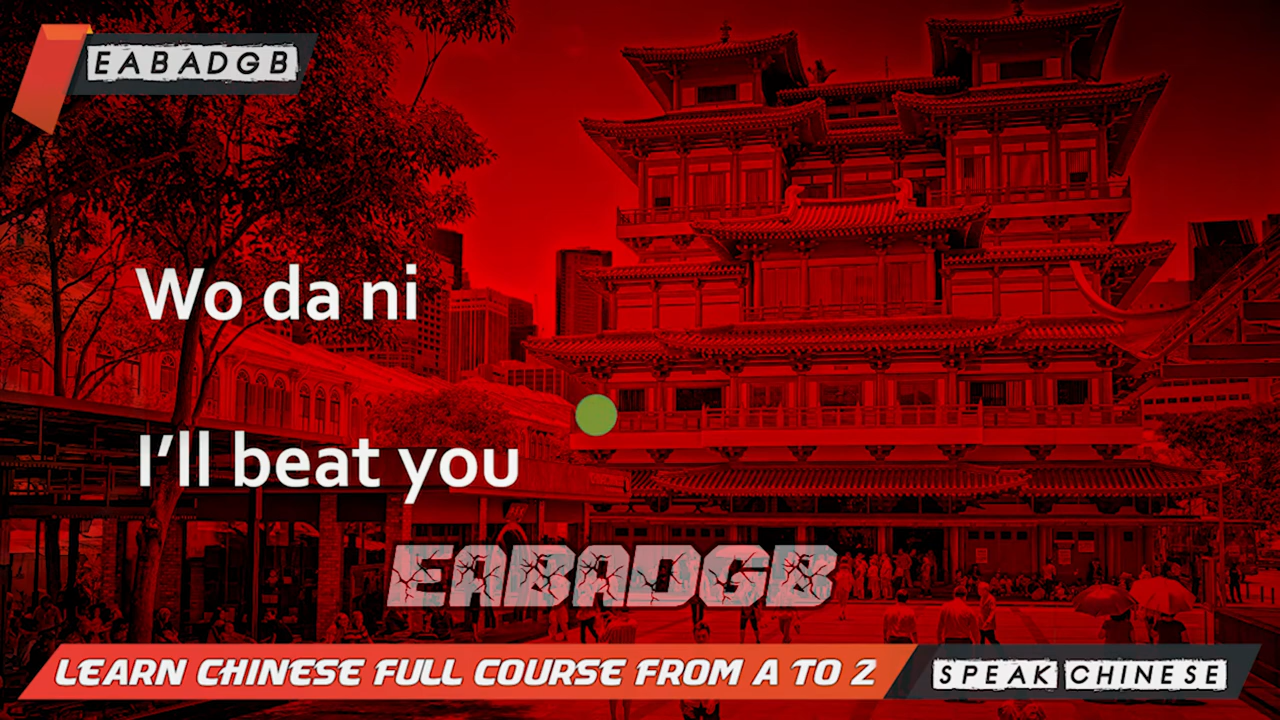 EABADGB
Wo da ni
I'll beat you
EABADGB
LEARN CHINESE FULL COURSE FROM A TO Z
SPEAK CHINESE